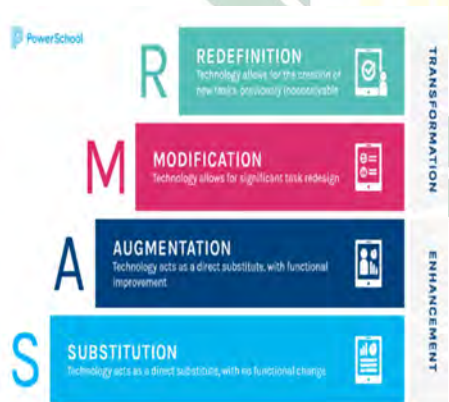 PowerSchool
R
REDEFINITION
Technology allows for the creation of
new tasks, previously inconceivable
M
MODIFICATION
Technology allows for significant task redesign
TRANSFORMATION
A
AUGMENTATION
Technology acts as a direct substitute, with functional
improvement
S
SUBSTITUTION
Technology acts as a direct substitute, with no functional change
ENHANCEMENT